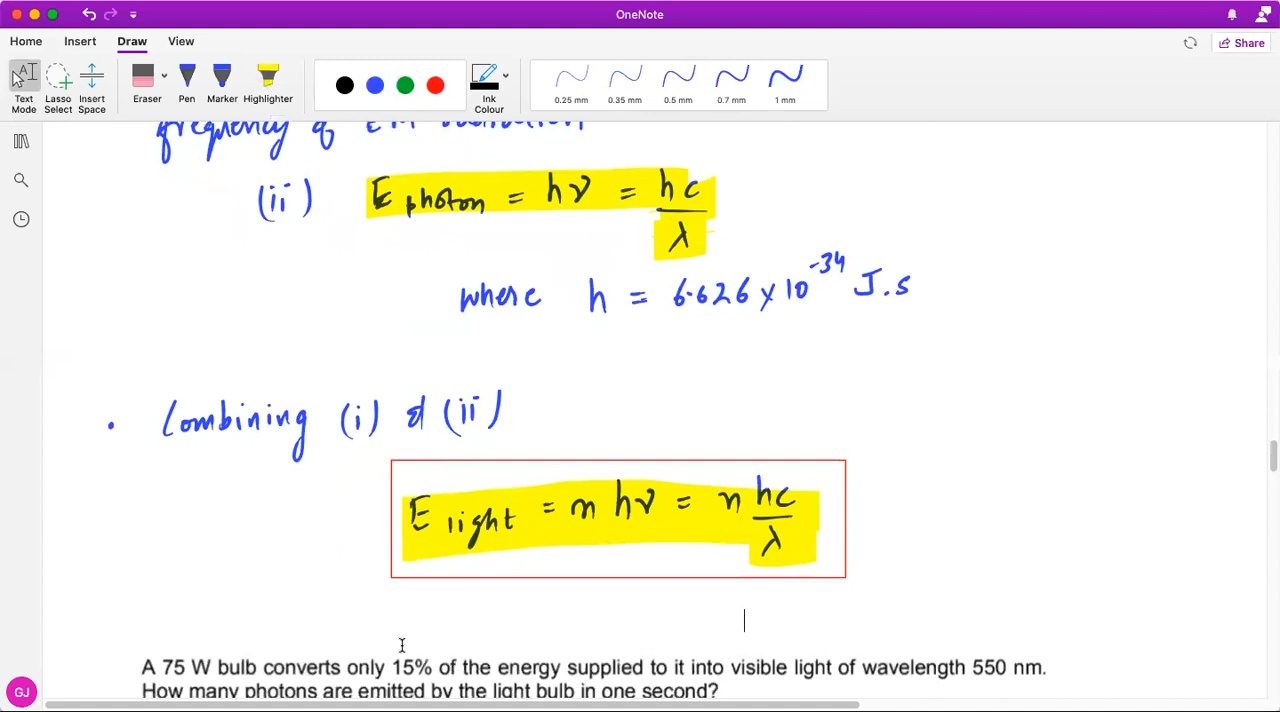 OneNote
Home Insert Draw View
Share
Text Mode
Lasso Select
Insert Space
Eraser
Pen
Marker
Highlighter
Ink Colour
0.25 mm
0.35 mm
0.5 mm
0.7 mm
1 mm
frequency of EM
(ii) E photon = hν = hc/λ
where h = 6.626 × 10⁻³⁴ J.s
• Combining (i) & (ii)
E light = n hν = n hc/λ
A 75 W bulb converts only 15% of the energy supplied to it into visible light of wavelength 550 nm.
How many photons are emitted by the light bulb in one second?
GJ